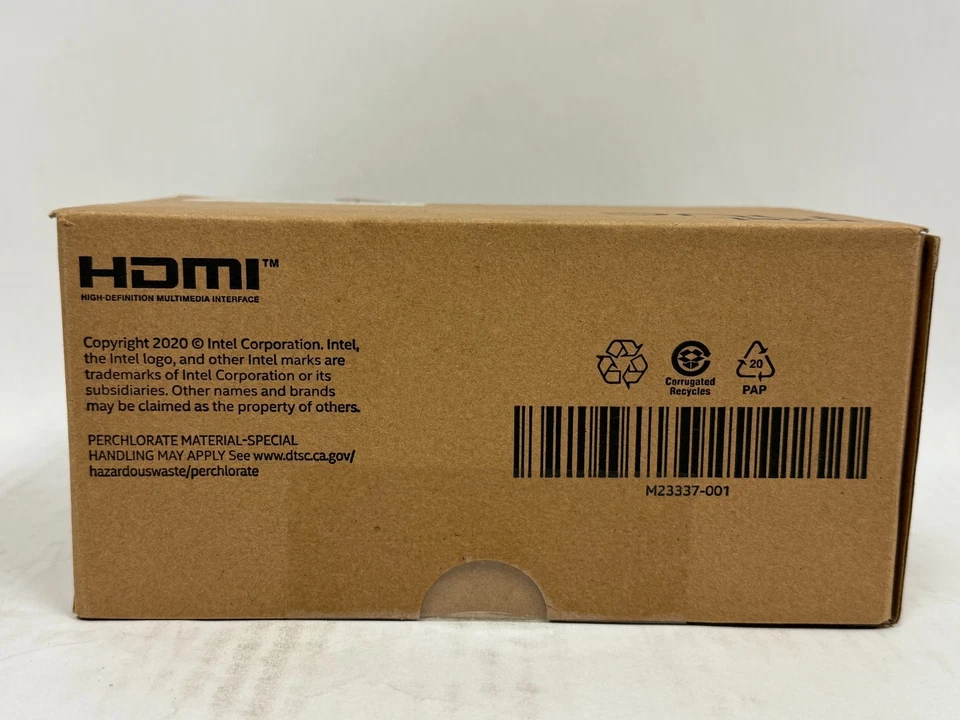 HDMI™
HIGH-DEFINITION MULTIMEDIA INTERFACE
Copyright 2020 © Intel Corporation. Intel,
the Intel logo, and other Intel marks are
trademarks of Intel Corporation or its
subsidiaries. Other names and brands
may be claimed as the property of others.
PERCHLORATE MATERIAL-SPECIAL
HANDLING MAY APPLY See www.dtsc.ca.gov/
hazardouswaste/perchlorate
Corrugated
Recycles
20
PAP
M23337-001